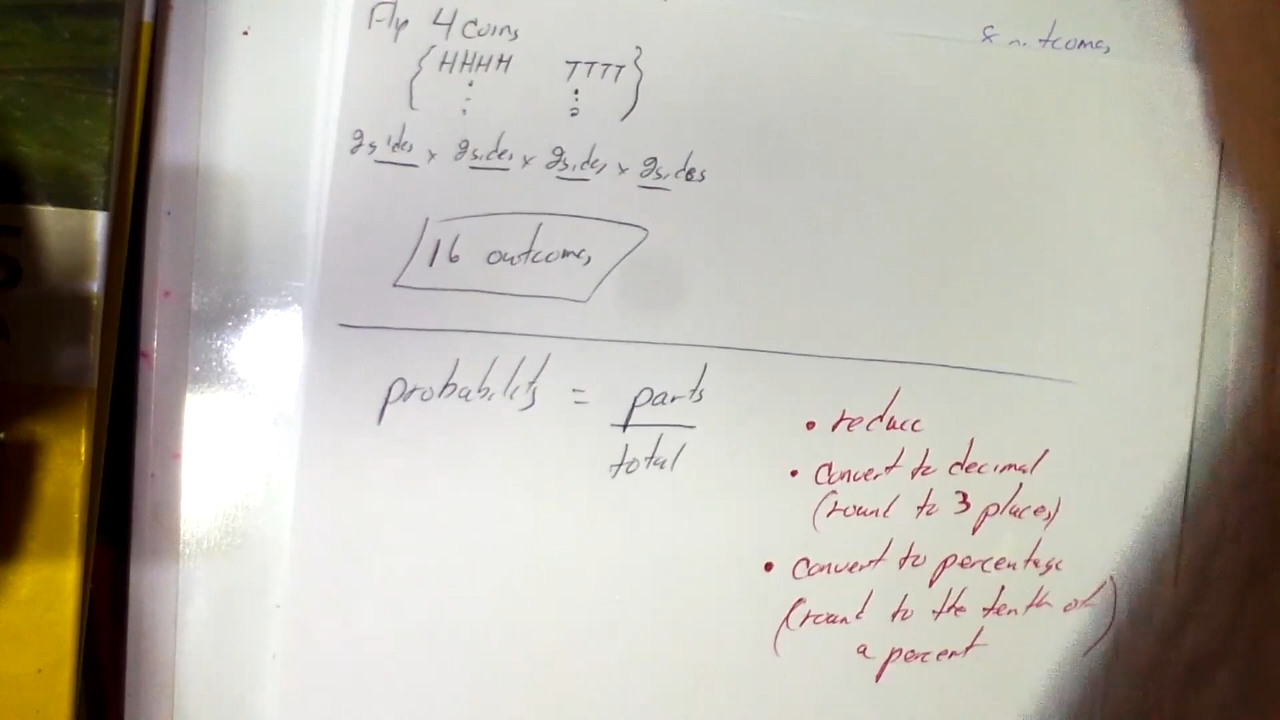 Flip 4 coins
{HHHH TTTT}
2 sides x 2 sides x 2 sides x 2 sides
16 outcomes
probability = parts
total
• reduce
• convert to decimal
(round to 3 places)
• convert to percentage
(round to the tenth of
a percent)